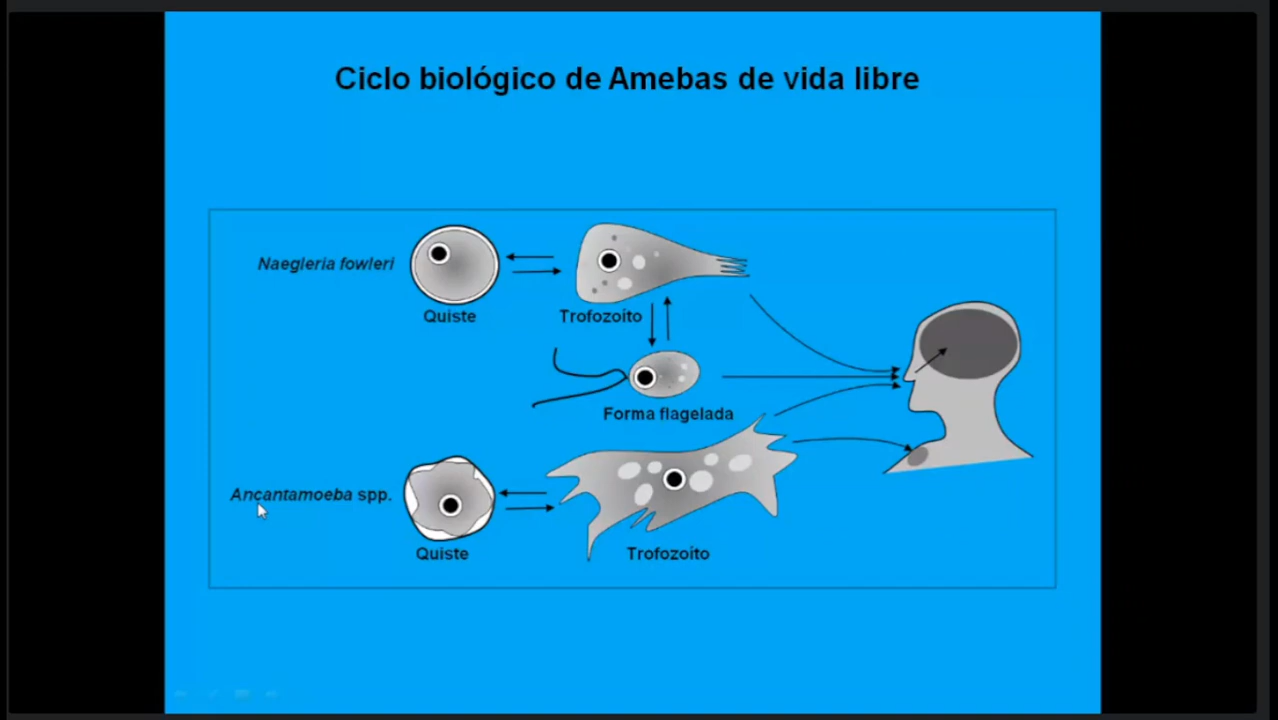 Ciclo biológico de Amebas de vida libre
Naegleria fowleri
Quiste
Trofozoíto
Forma flagelada
Ancantamoeba spp.
Quiste
Trofozoíto